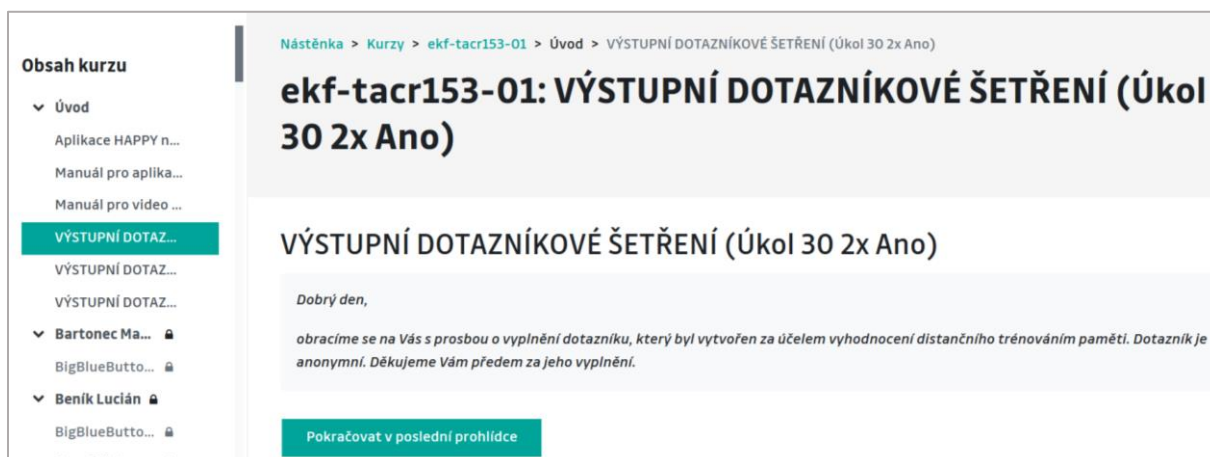 Obsah kurzu
Úvod
Aplikace HAPPY n...
Manuál pro aplika...
Manuál pro video ...
VÝSTUPNÍ DOTAZ...
VÝSTUPNÍ DOTAZ...
VÝSTUPNÍ DOTAZ...
Bartonec Ma...
BigBlueButto...
Beník Lucián
BigBlueButto...
Nástěnka > Kurzy > ekf-tacr153-01 > Úvod > VÝSTUPNÍ DOTAZNÍKOVÉ ŠETŘENÍ (Úkol 30 2x Ano)
ekf-tacr153-01: VÝSTUPNÍ DOTAZNÍKOVÉ ŠETŘENÍ (Úkol
30 2x Ano)
VÝSTUPNÍ DOTAZNÍKOVÉ ŠETŘENÍ (Úkol 30 2x Ano)
Dobrý den,
obracíme se na Vás s prosbou o vyplnění dotazníku, který byl vytvořen za účelem vyhodnocení distančního trénováním paměti. Dotazník je
anonymní. Děkujeme Vám předem za jeho vyplnění.
Pokračovat v poslední prohlídce